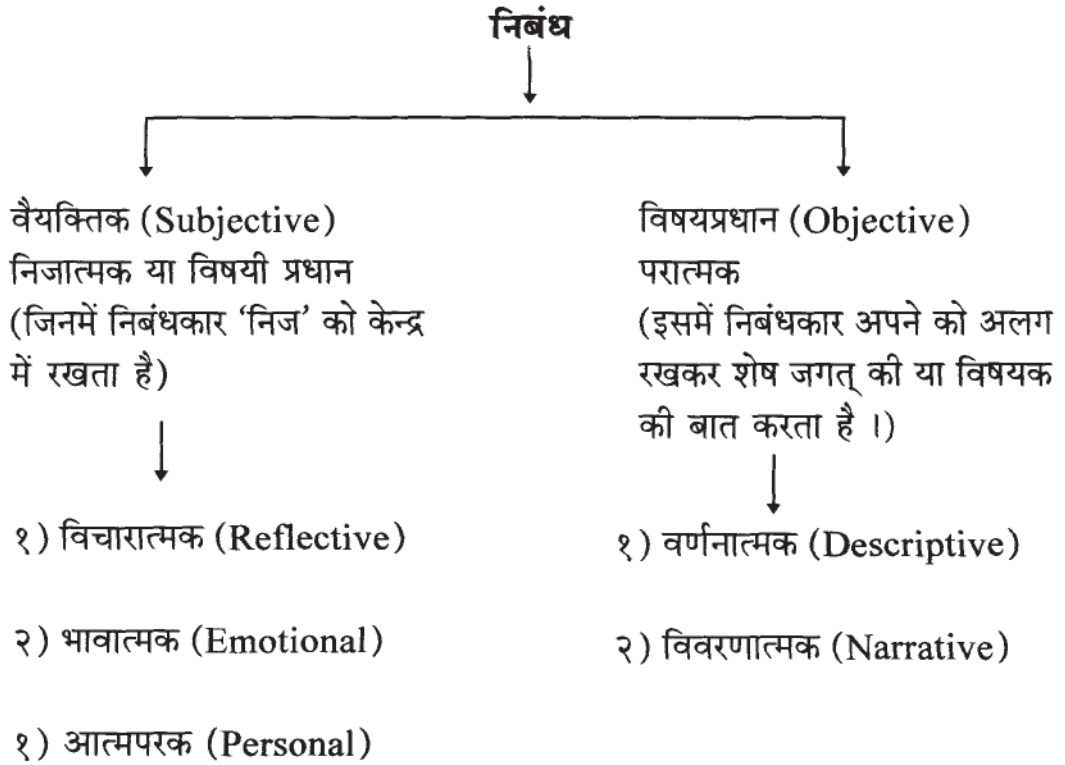 निबंध
वैयक्तिक (Subjective)
निजात्मक या विषयी प्रधान
(जिनमें निबंधकार ‘निज’ को केन्द्र
में रखता है)
१) विचारात्मक (Reflective)
२) भावात्मक (Emotional)
१) आत्मपरक (Personal)
विषयप्रधान (Objective)
परात्मक
(इसमें निबंधकार अपने को अलग
रखकर शेष जगत् की या विषयक
की बात करता है ।)
१) वर्णनात्मक (Descriptive)
२) विवरणात्मक (Narrative)